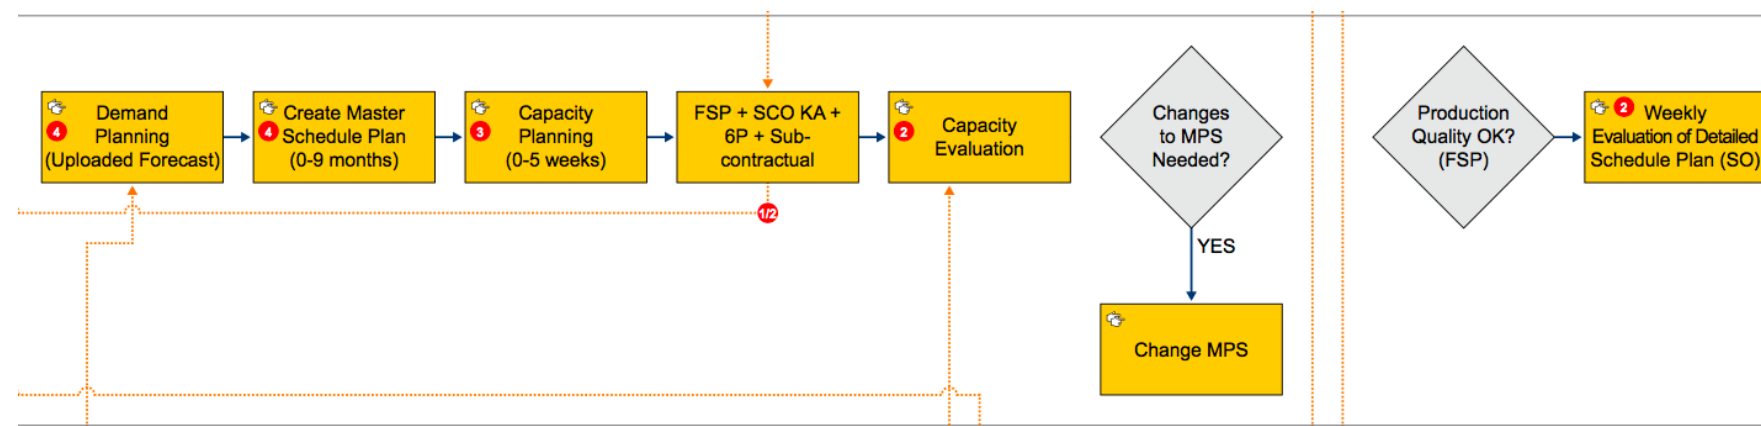 4
Demand
Planning
(Uploaded Forecast)
4
Create Master
Schedule Plan
(0-9 months)
3
Capacity
Planning
(0-5 weeks)
FSP + SCO KA +
6P + Sub-
contractual
1/2
2
Capacity
Evaluation
Changes
to MPS
Needed?
YES
Change MPS
Production
Quality OK?
(FSP)
2
Weekly
Evaluation of Detailed
Schedule Plan (SO)